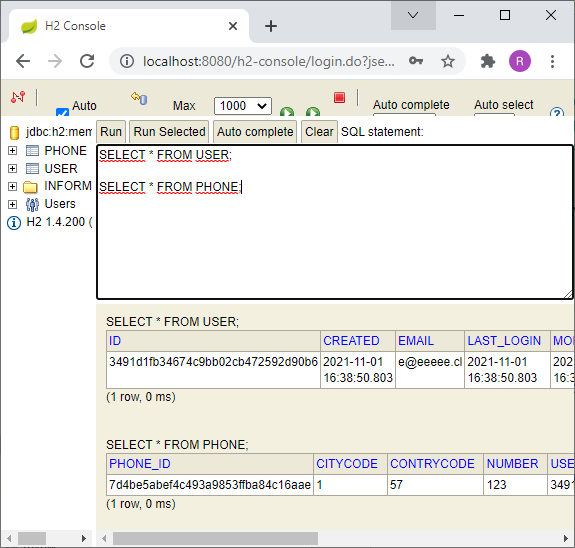 H2 Console
localhost:8080/h2-console/login.do?jse...
R
Auto
Max
1000
Auto complete
Auto select
?
jdbc:h2:mem
PHONE
USER
INFORM
Users
H2 1.4.200 (
Run
Run Selected
Auto complete
Clear
SQL statement:
SELECT * FROM USER;
SELECT * FROM PHONE;
SELECT * FROM USER;
ID CREATED EMAIL LAST_LOGIN MO
3491d1fb34674c9bb02cb472592d90b6 2021-11-01 e@eeeee.cl 2021-11-01 202
16:38:50.803 16:38:50.803 16:
(1 row, 0 ms)
SELECT * FROM PHONE;
PHONE_ID CITYCODE CONTRYCODE NUMBER USE
7d4be5abef4c493a9853ffba84c16aae 1 57 123 3491
(1 row, 0 ms)